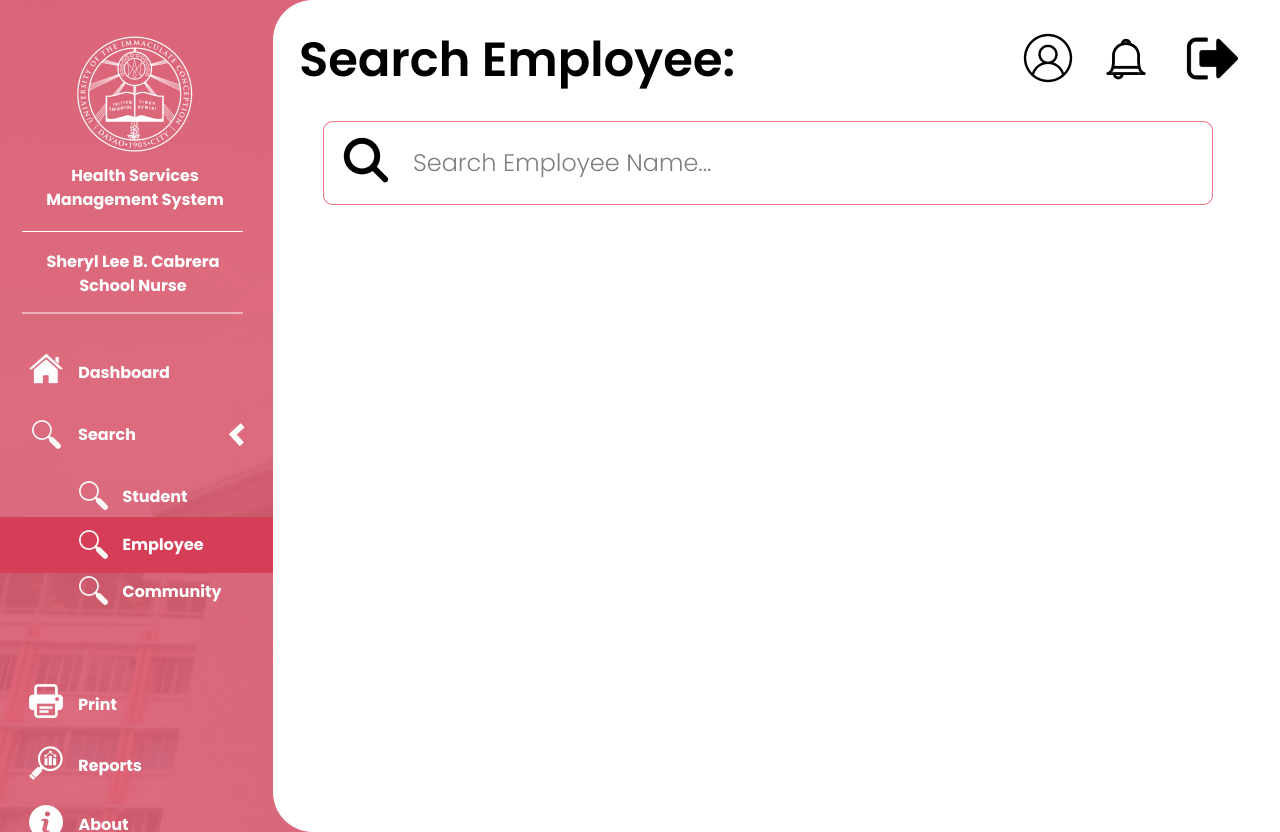 UNIVERSITY OF THE IMMACULATE CONCEPTION
DAVAO•1905•CITY
Health Services
Management System
Sheryl Lee B. Cabrera
School Nurse
Dashboard
Search
Student
Employee
Community
Print
Reports
About
Search Employee:
Search Employee Name...